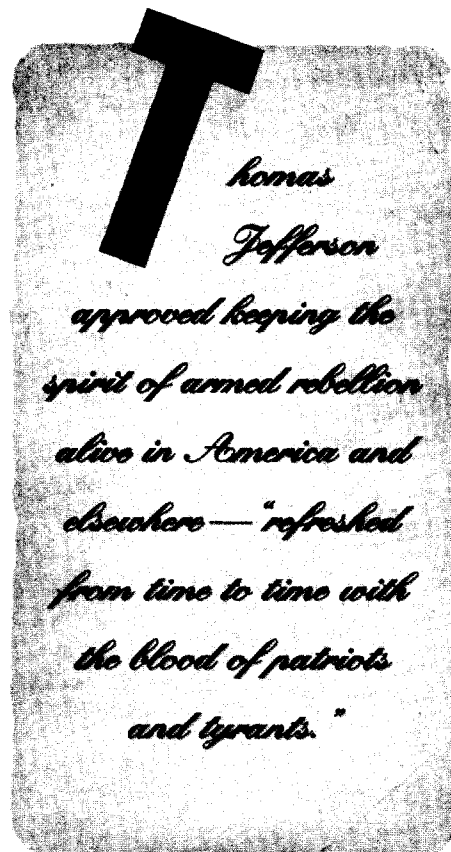 Thomas
Jefferson
approved keeping the
spirit of armed rebellion
alive in America and
elsewhere—“refreshed
from time to time with
the blood of patriots
and tyrants.”